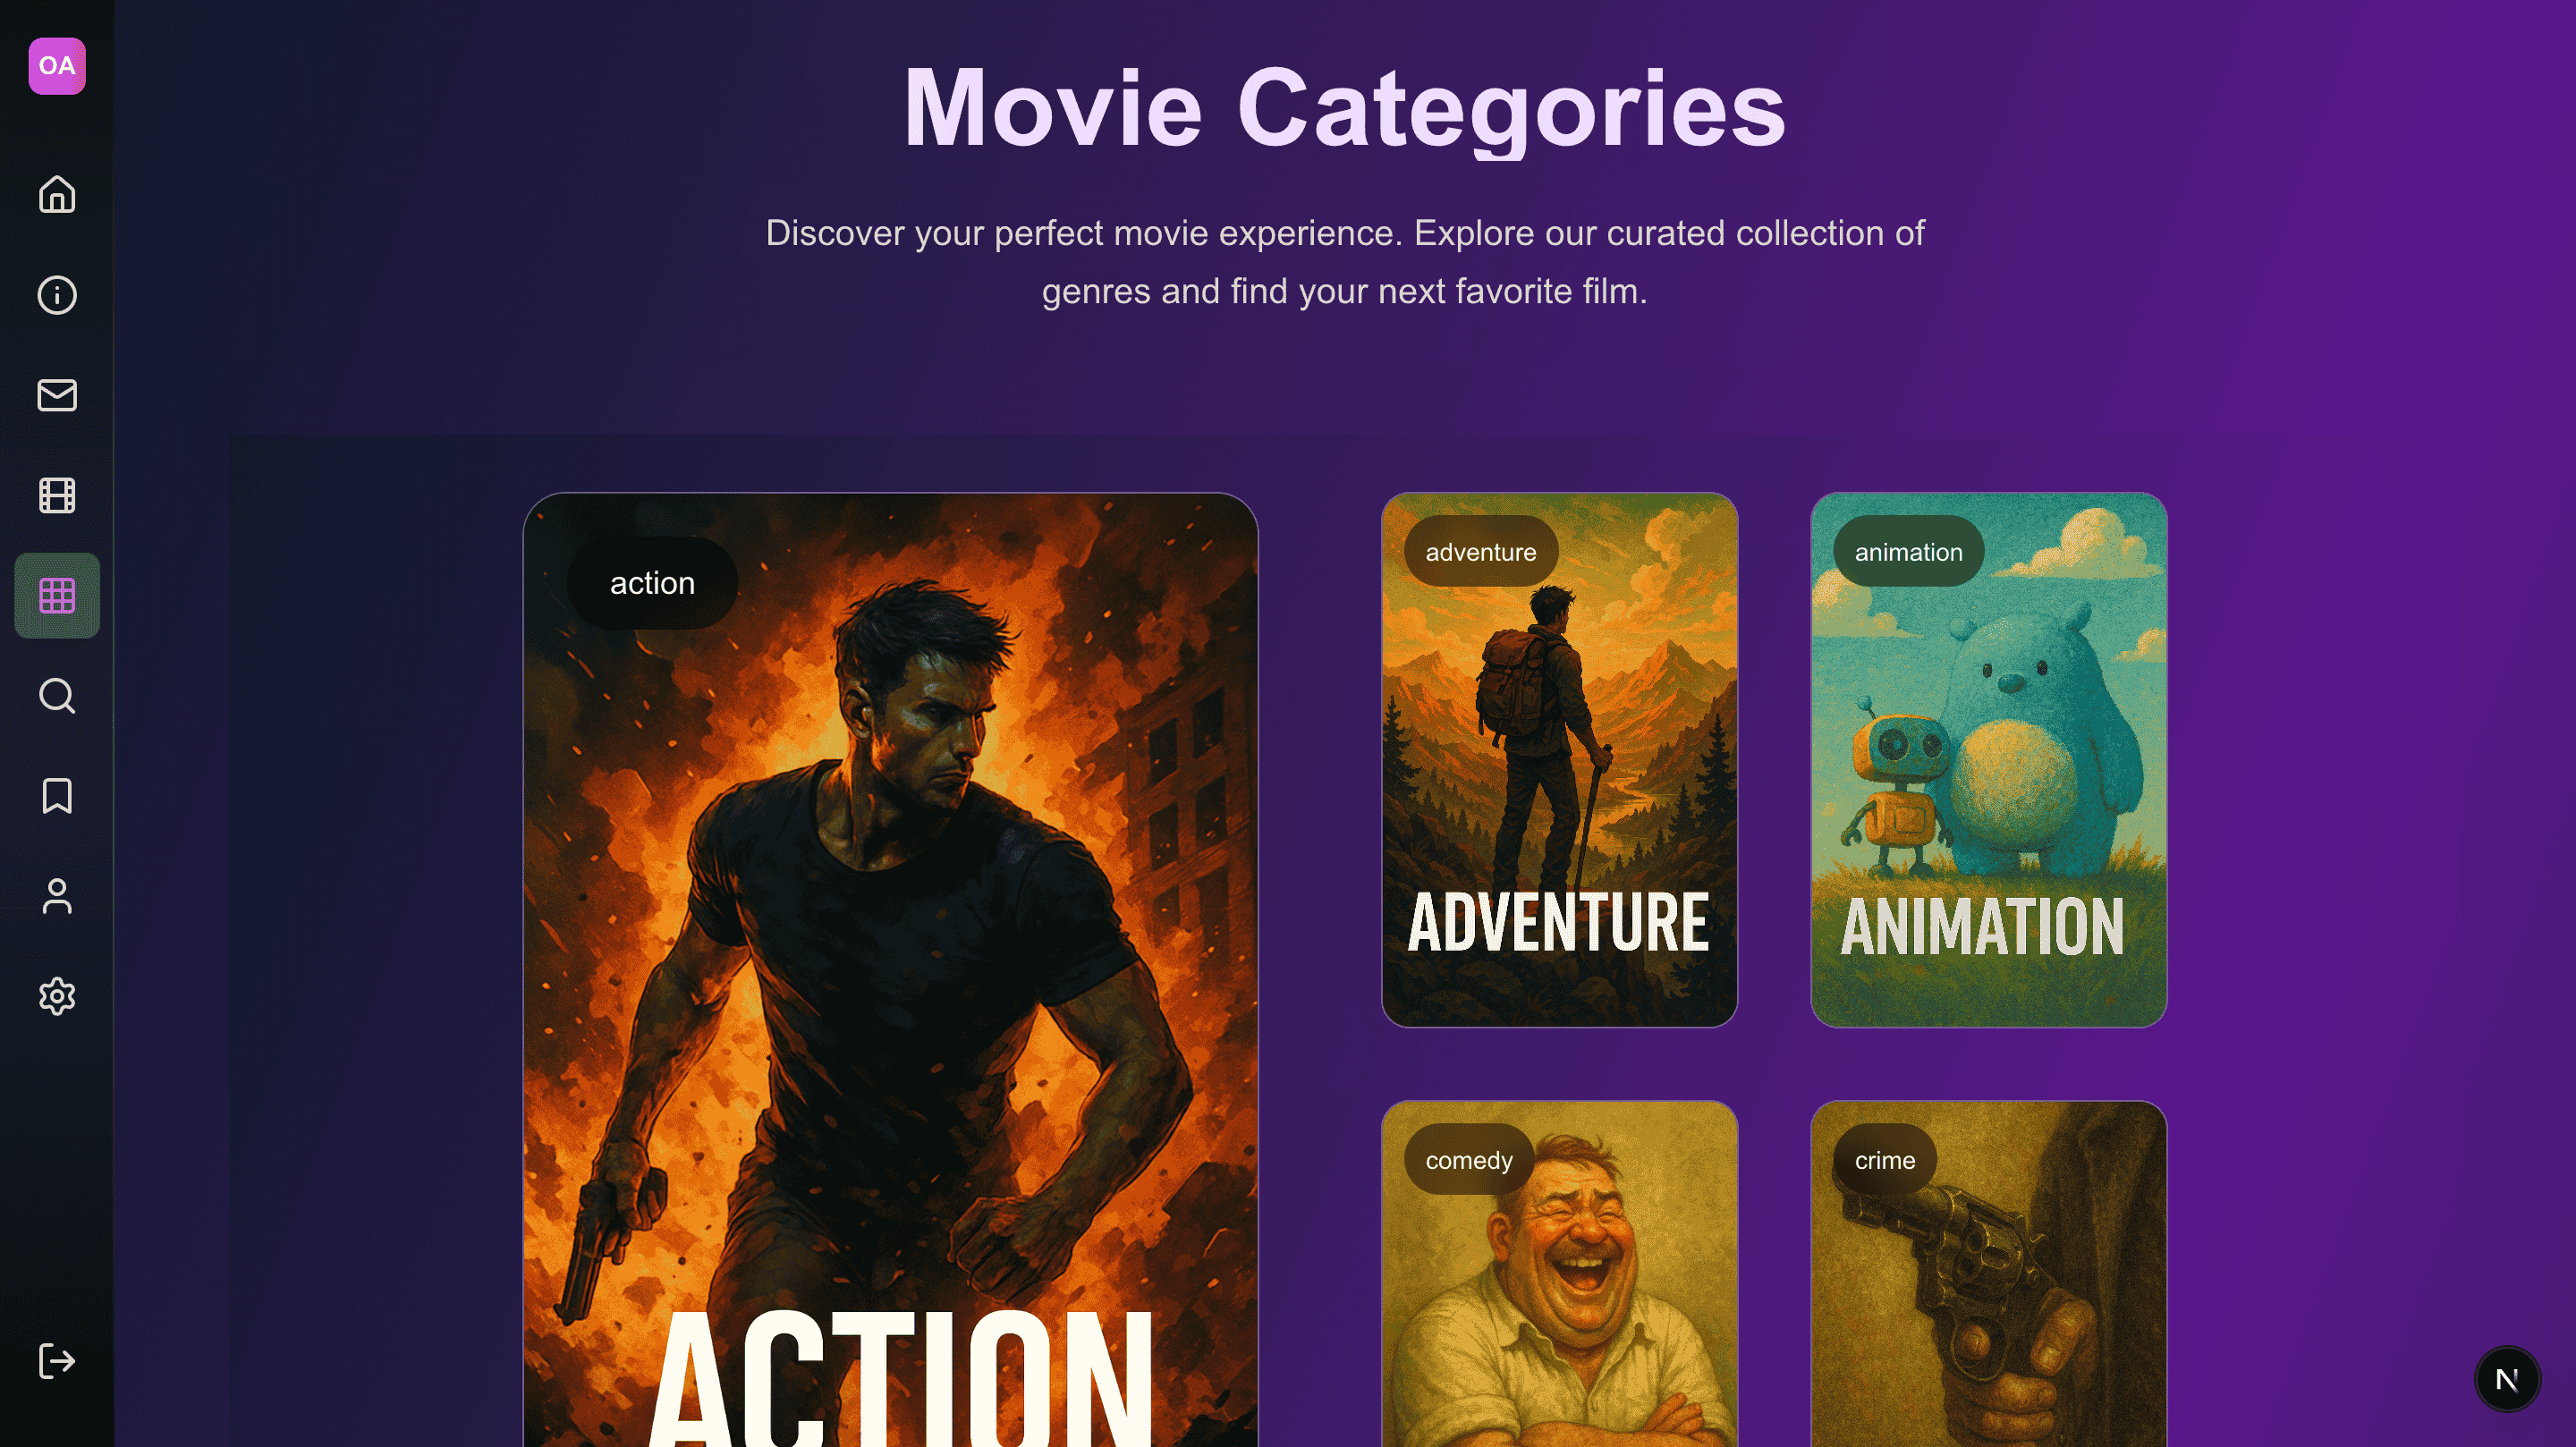 OA
Movie Categories
Discover your perfect movie experience. Explore our curated collection of
genres and find your next favorite film.
action
ACTION
adventure
ADVENTURE
animation
ANIMATION
comedy
crime
N